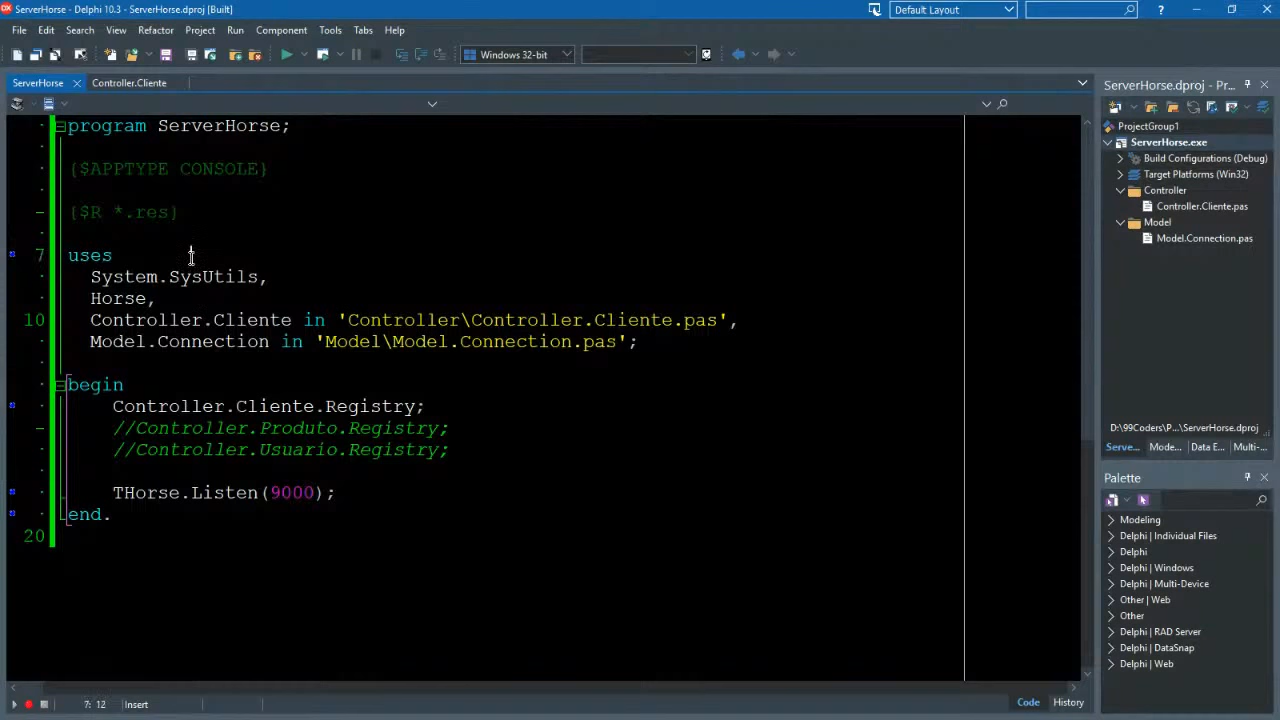 ServerHorse - Delphi 10.3 - ServerHorse.dproj [Built]
Default Layout
File Edit Search View Refactor Project Run Component Tools Tabs Help
Windows 32-bit
ServerHorse
Controller.Cliente
program ServerHorse;
{$APPTYPE CONSOLE}
{$R *.res}
7 uses
System.SysUtils,
Horse,
10 Controller.Cliente in 'Controller\Controller.Cliente.pas',
Model.Connection in 'Model\Model.Connection.pas';
begin
Controller.Cliente.Registry;
//Controller.Produto.Registry;
//Controller.Usuario.Registry;
THorse.Listen(9000);
end.
20
7: 12 Insert
Code History
ServerHorse.dproj - Pr...
ProjectGroup1
ServerHorse.exe
Build Configurations (Debug)
Target Platforms (Win32)
Controller
Controller.Cliente.pas
Model
Model.Connection.pas
D:\99Coders\P...\ServerHorse.dproj
Serve... Mode... Data E... Multi-...
Palette
Modeling
Delphi | Individual Files
Delphi
Delphi | Windows
Delphi | Multi-Device
Other | Web
Other
Delphi | RAD Server
Delphi | DataSnap
Delphi | Web